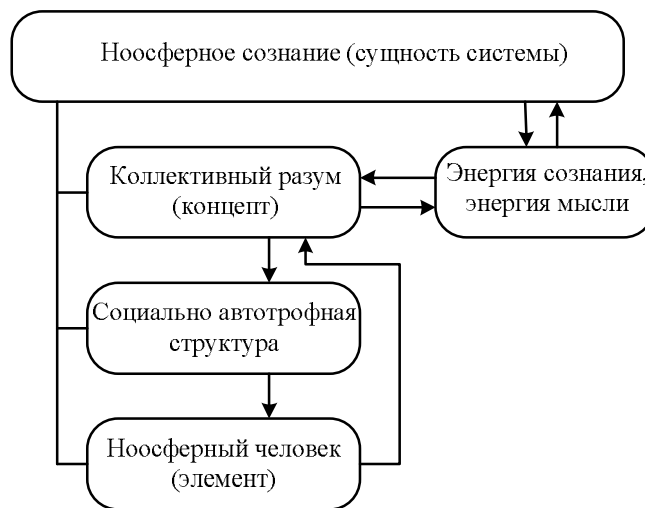 Ноосферное сознание (сущность системы)
Коллективный разум
(концепт)
Энергия сознания,
энергия мысли
Социально автотрофная
структура
Ноосферный человек
(элемент)